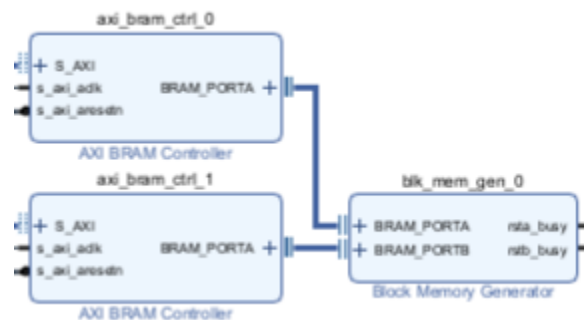 axi_bram_ctrl_0
S_AXI
s_axi_aclk
BRAM_PORTA
s_axi_aresetn
AXI BRAM Controller
axi_bram_ctrl_1
S_AXI
s_axi_aclk
BRAM_PORTA
s_axi_aresetn
AXI BRAM Controller
blk_mem_gen_0
BRAM_PORTA
rsta_busy
BRAM_PORTB
rstb_busy
Block Memory Generator